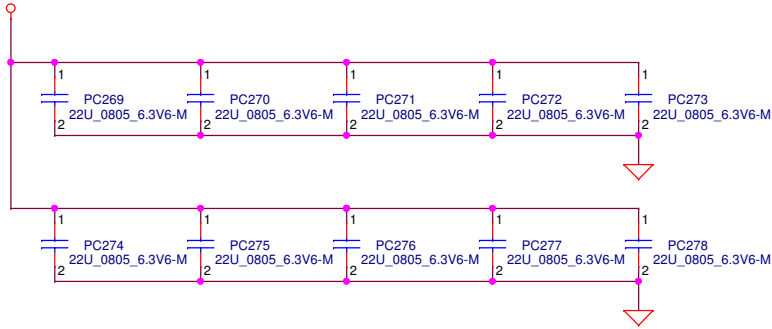 1 1 1 1 1
PC269 PC270 PC271 PC272 PC273
22U_0805_6.3V6-M 22U_0805_6.3V6-M 22U_0805_6.3V6-M 22U_0805_6.3V6-M 22U_0805_6.3V6-M
2 2 2 2 2
1 1 1 1 1
PC274 PC275 PC276 PC277 PC278
22U_0805_6.3V6-M 22U_0805_6.3V6-M 22U_0805_6.3V6-M 22U_0805_6.3V6-M 22U_0805_6.3V6-M
2 2 2 2 2